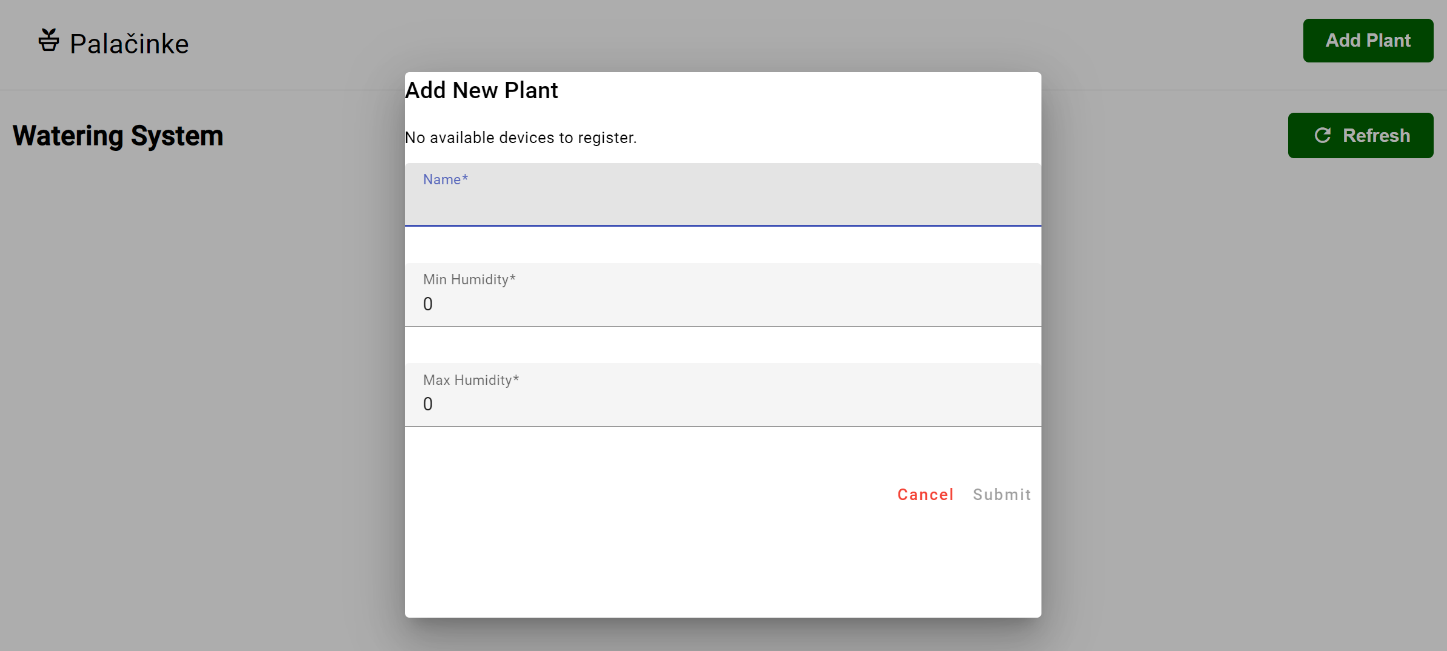 Palačinke
Add Plant
Watering System
Refresh
Add New Plant
No available devices to register.
Name*
Min Humidity*
0
Max Humidity*
0
Cancel Submit